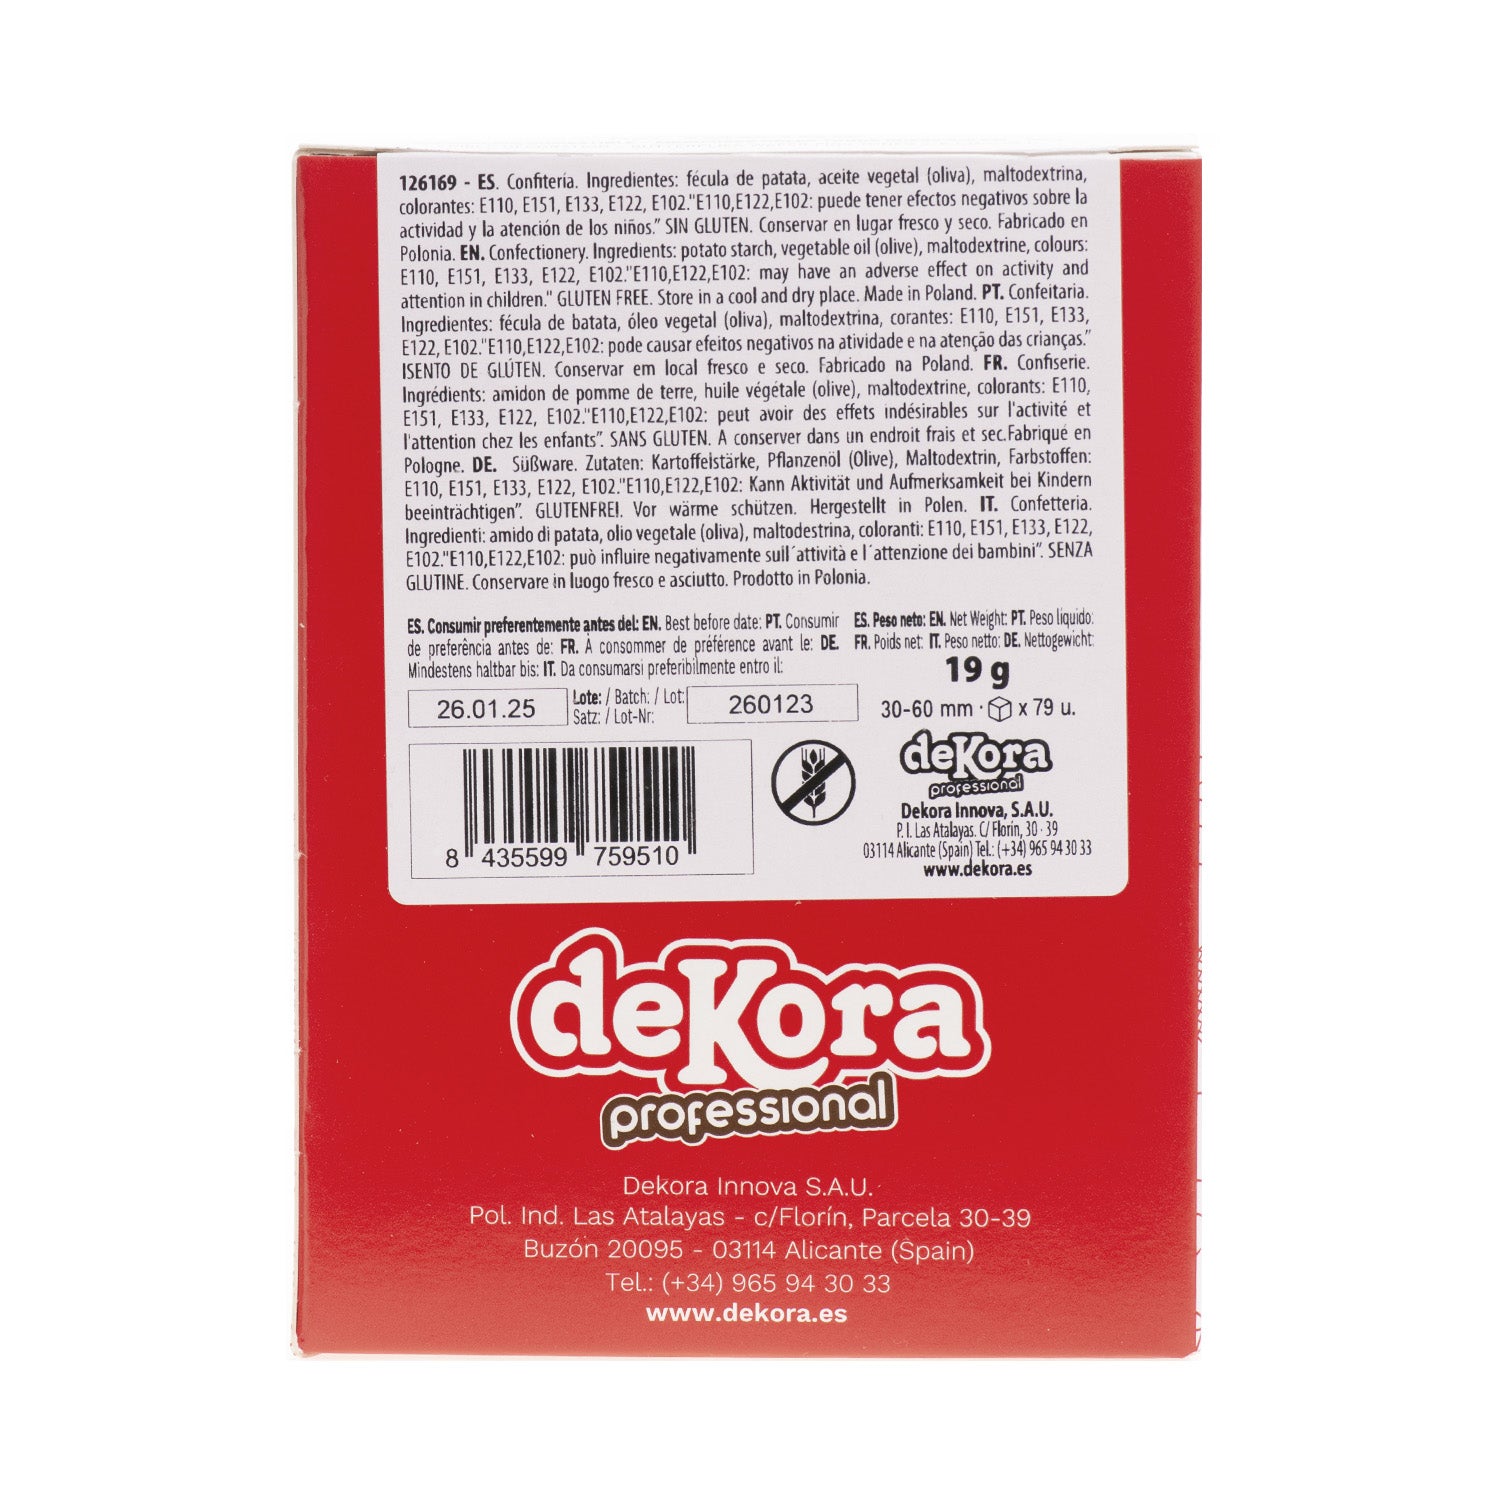 126169 - ES. Confitería. Ingredientes: fécula de patata, aceite vegetal (oliva), maltodextrina,
colorantes: E110, E151, E133, E122, E102."E110,E122,E102: puede tener efectos negativos sobre la
actividad y la atención de los niños." SIN GLUTEN. Conservar en lugar fresco y seco. Fabricado en
Polonia. EN. Confectionery. Ingredients: potato starch, vegetable oil (olive), maltodextrine, colours:
E110, E151, E133, E122, E102."E110,E122,E102: may have an adverse effect on activity and
attention in children." GLUTEN FREE. Store in a cool and dry place. Made in Poland. PT. Confeitaria.
Ingredientes: fécula de batata, óleo vegetal (oliva), maltodextrina, corantes: E110, E151, E133,
E122, E102."E110,E122,E102: pode causar efeitos negativos na atividade e na atenção das crianças."
ISENTO DE GLÚTEN. Conservar em local fresco e seco. Fabricado na Poland. FR. Confiserie.
Ingrédients: amidon de pomme de terre, huile végétale (olive), maltodextrine, colorants: E110,
E151, E133, E122, E102."E110,E122,E102: peut avoir des effets indésirables sur l'activité et
l'attention chez les enfants". SANS GLUTEN. A conserver dans un endroit frais et sec.Fabriqué en
Pologne. DE. Süßware. Zutaten: Kartoffelstärke, Pflanzenöl (Olive), Maltodextrin, Farbstoffen:
E110, E151, E133, E122, E102."E110,E122,E102: Kann Aktivität und Aufmerksamkeit bei Kindern
beeinträchtigen". GLUTENFREI. Vor wärme schützen. Hergestellt in Polen. IT. Confetteria.
Ingredienti: amido di patata, olio vegetale (oliva), maltodestrina, coloranti: E110, E151, E133, E122,
E102."E110,E122,E102: può influire negativamente sull´attività e l´attenzione dei bambini". SENZA
GLUTINE. Conservare in luogo fresco e asciutto. Prodotto in Polonia.
ES. Consumir preferentemente antes del: EN. Best before date: PT. Consumir
de preferência antes de: FR. À consommer de préférence avant le: DE.
Mindestens haltbar bis: IT. Da consumarsi preferibilmente entro il:
ES. Peso neto: EN. Net Weight: PT. Peso líquido:
FR. Poids net: IT. Peso netto: DE. Nettogewicht:
19 g
26.01.25
Lote: / Batch: / Lot:
Satz: / Lot-Nr:
260123
30-60 mm · x 79 u.
8 435599 759510
deKora
professional
Dekora Innova, S.A.U.
P. I. Las Atalayas. C/ Florín, 30 - 39
03114 Alicante (Spain) Tel.: (+34) 965 94 30 33
www.dekora.es
deKora
professional
Dekora Innova S.A.U.
Pol. Ind. Las Atalayas - c/Florín, Parcela 30-39
Buzón 20095 - 03114 Alicante (Spain)
Tel.: (+34) 965 94 30 33
www.dekora.es